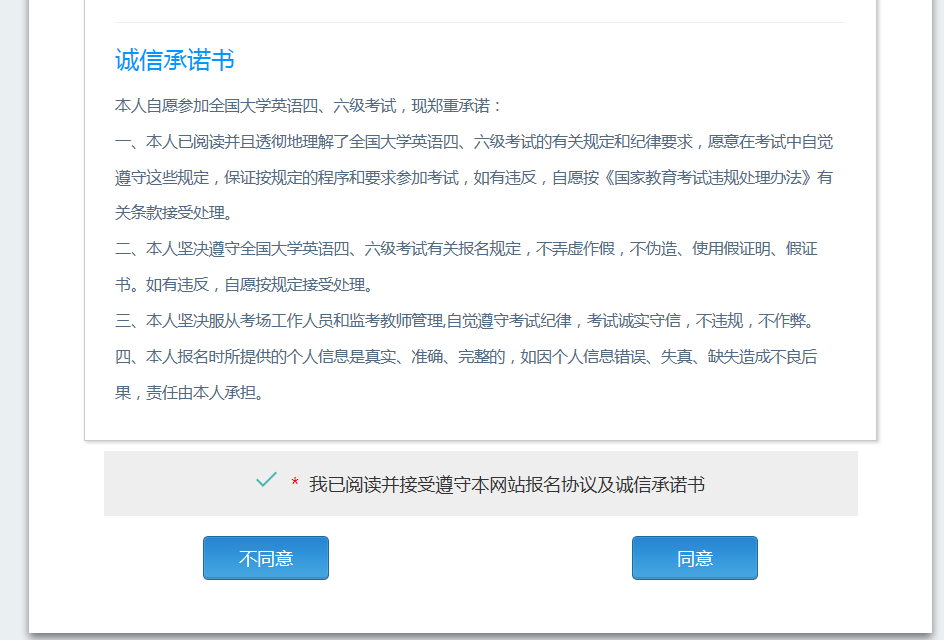 诚信承诺书
本人自愿参加全国大学英语四、六级考试，现郑重承诺：
一、本人已阅读并且透彻地理解了全国大学英语四、六级考试的有关规定和纪律要求，愿意在考试中自觉
遵守这些规定，保证按规定的程序和要求参加考试，如有违反，自愿按《国家教育考试违规处理办法》有
关条款接受处理。
二、本人坚决遵守全国大学英语四、六级考试有关报名规定，不弄虚作假，不伪造、使用假证明、假证
书。如有违反，自愿按规定接受处理。
三、本人坚决服从考场工作人员和监考教师管理,自觉遵守考试纪律，考试诚实守信，不违规，不作弊。
四、本人报名时所提供的个人信息是真实、准确、完整的，如因个人信息错误、失真、缺失造成不良后
果，责任由本人承担。
* 我已阅读并接受遵守本网站报名协议及诚信承诺书
不同意
同意